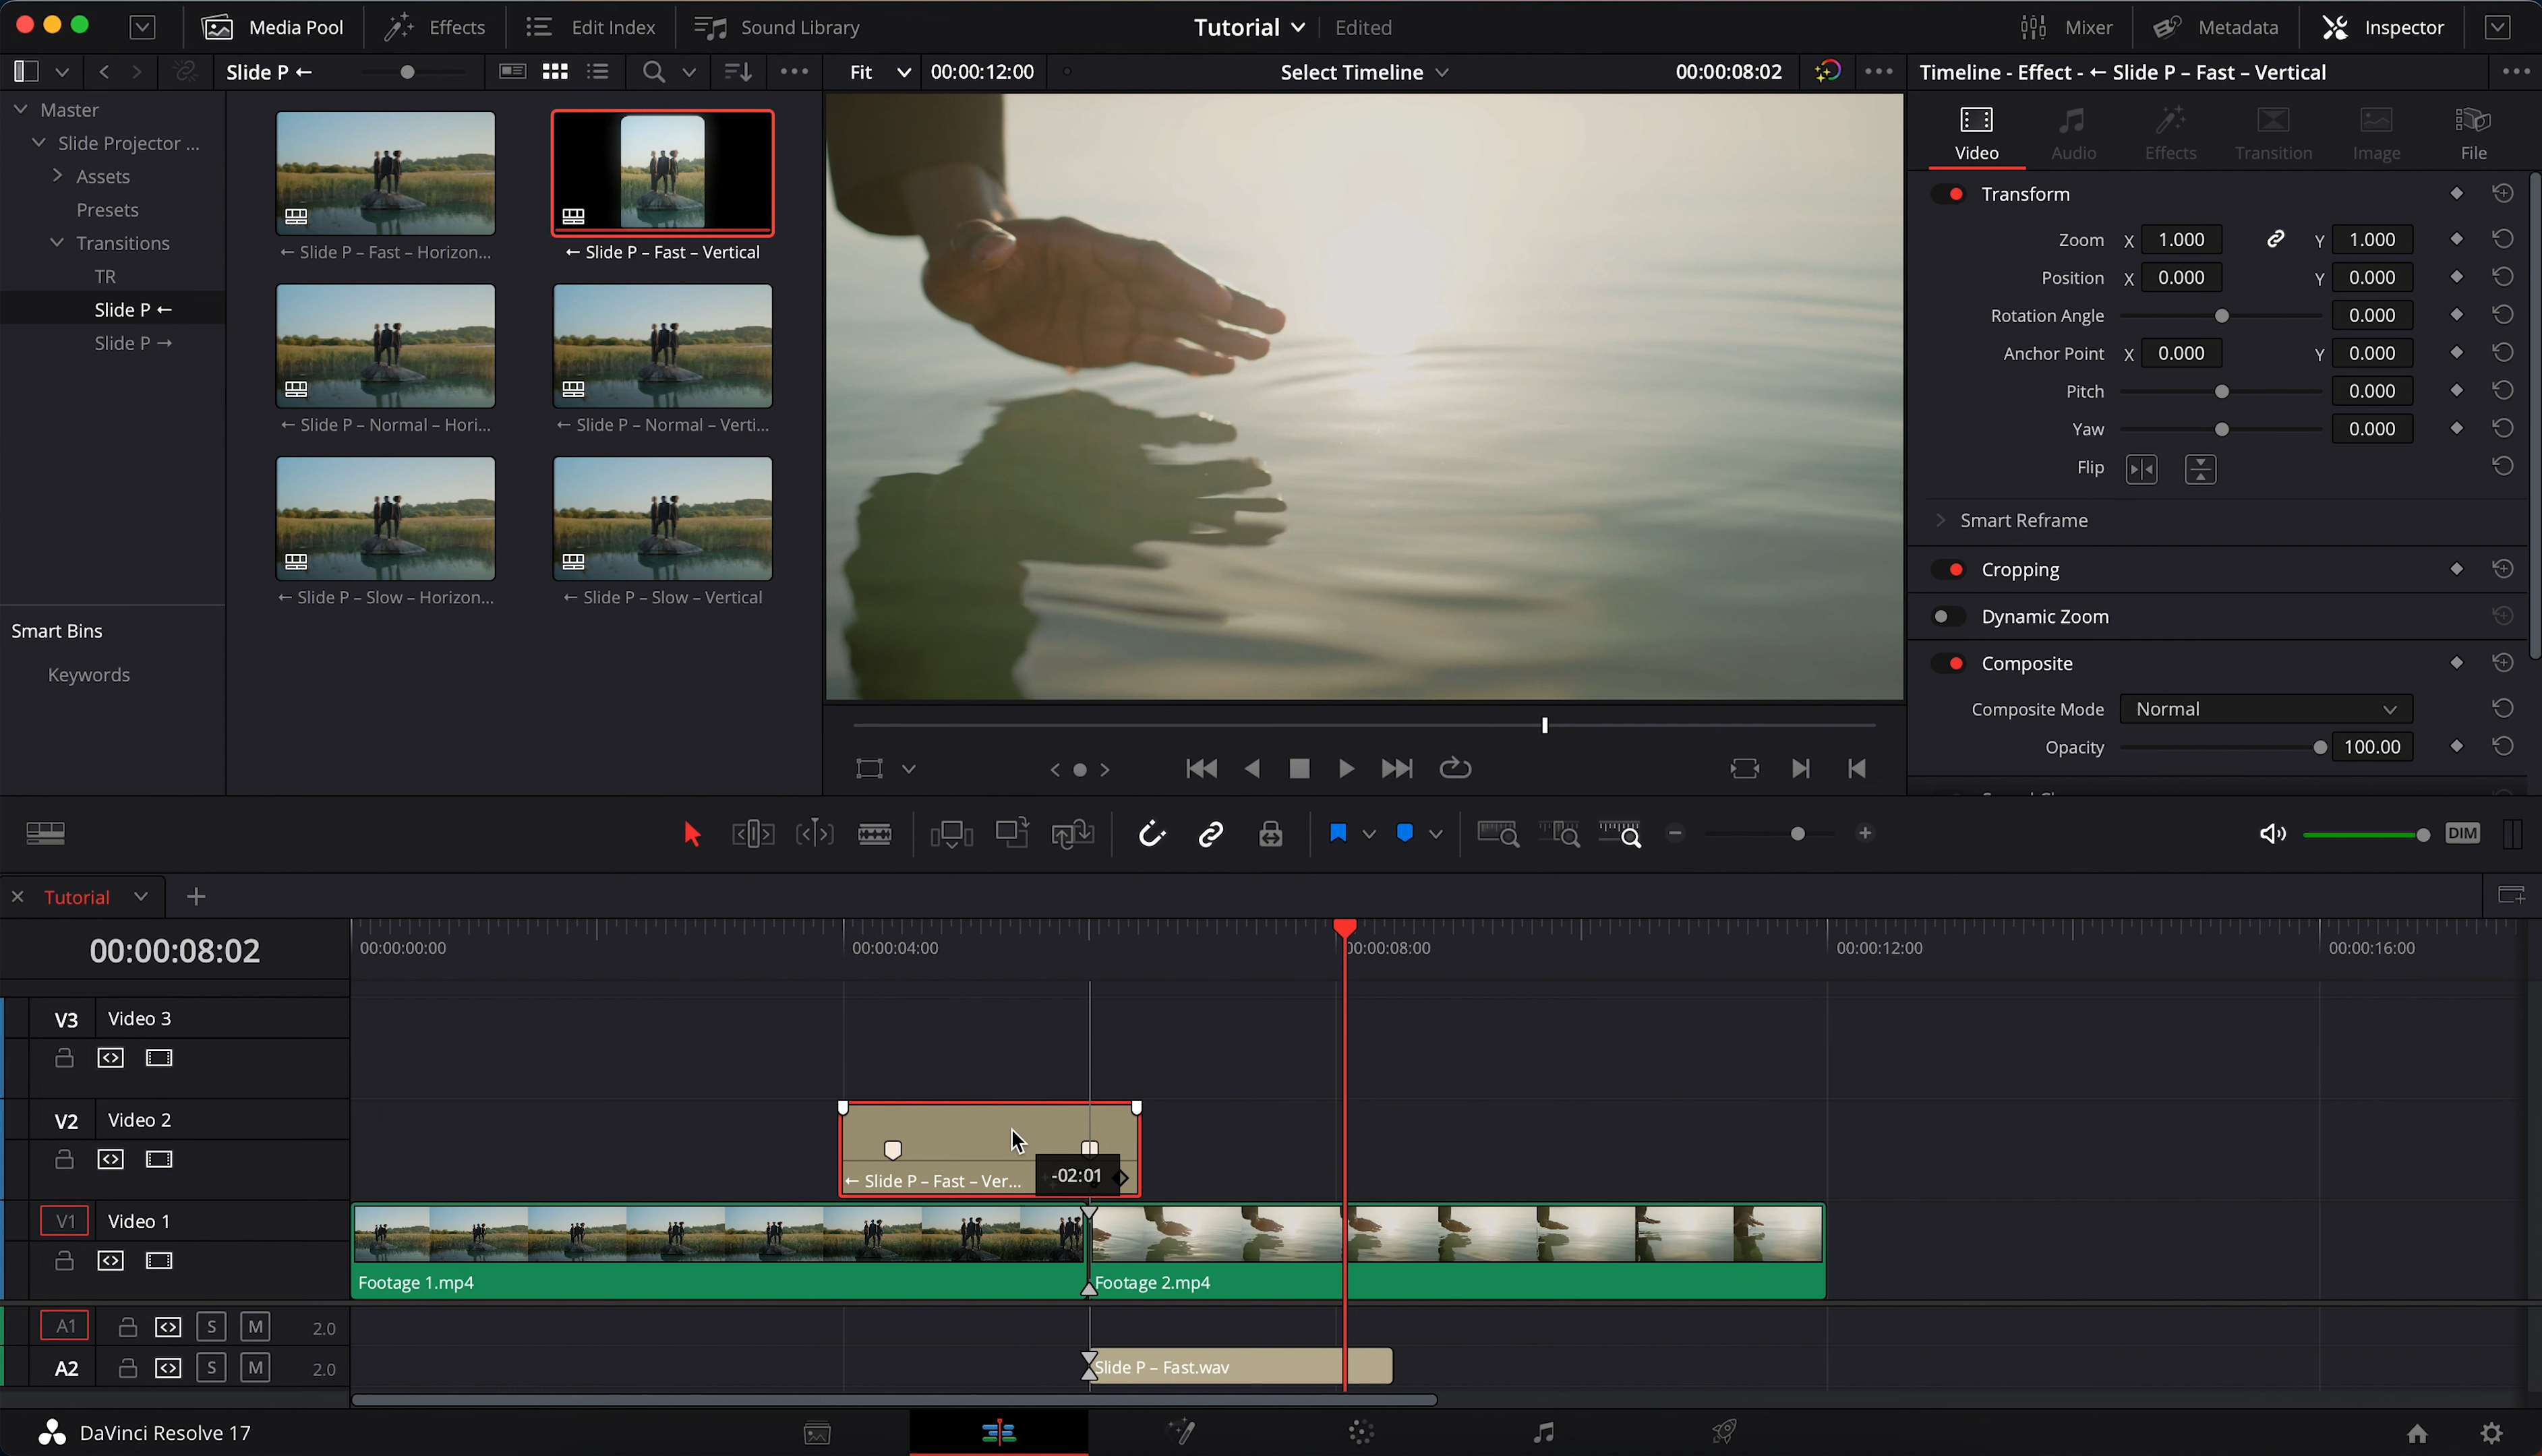 Media Pool
Effects
Edit Index
Sound Library
Tutorial
Edited
Mixer
Metadata
Inspector
Slide P ←
Fit
00:00:12:00
Select Timeline
00:00:08:02
Timeline - Effect - ← Slide P – Fast – Vertical
Master
Slide Projector ...
Assets
Presets
Transitions
TR
Slide P ←
Slide P →
Smart Bins
Keywords
← Slide P – Fast – Horizon...
← Slide P – Fast – Vertical
← Slide P – Normal – Hori...
← Slide P – Normal – Verti...
← Slide P – Slow – Horizon...
← Slide P – Slow – Vertical
Video
Audio
Effects
Transition
Image
File
Transform
Zoom X 1.000 Y 1.000
Position X 0.000 Y 0.000
Rotation Angle 0.000
Anchor Point X 0.000 Y 0.000
Pitch 0.000
Yaw 0.000
Flip
Smart Reframe
Cropping
Dynamic Zoom
Composite
Composite Mode Normal
Opacity 100.00
DIM
Tutorial
00:00:08:02
00:00:00:00
00:00:04:00
00:00:08:00
00:00:12:00
00:00:16:00
V3 Video 3
V2 Video 2
← Slide P – Fast – Ver...
-02:01
V1 Video 1
Footage 1.mp4
Footage 2.mp4
A1 S M 2.0
A2 S M 2.0
Slide P – Fast.wav
DaVinci Resolve 17